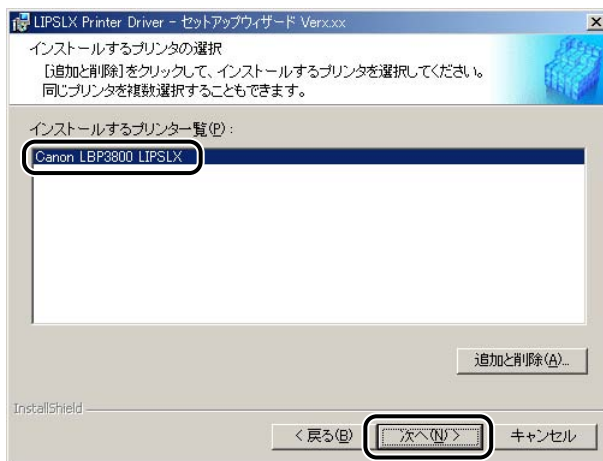 LIPSLX Printer Driver - セットアップウィザード Verx.xx
インストールするプリンタの選択
[追加と削除]をクリックして、インストールするプリンタを選択してください。
同じプリンタを複数選択することもできます。
インストールするプリンター覧(P):
Canon LBP3800 LIPSLX
追加と削除(A)...
InstallShield
< 戻る(B)
次へ(N) >
キャンセル